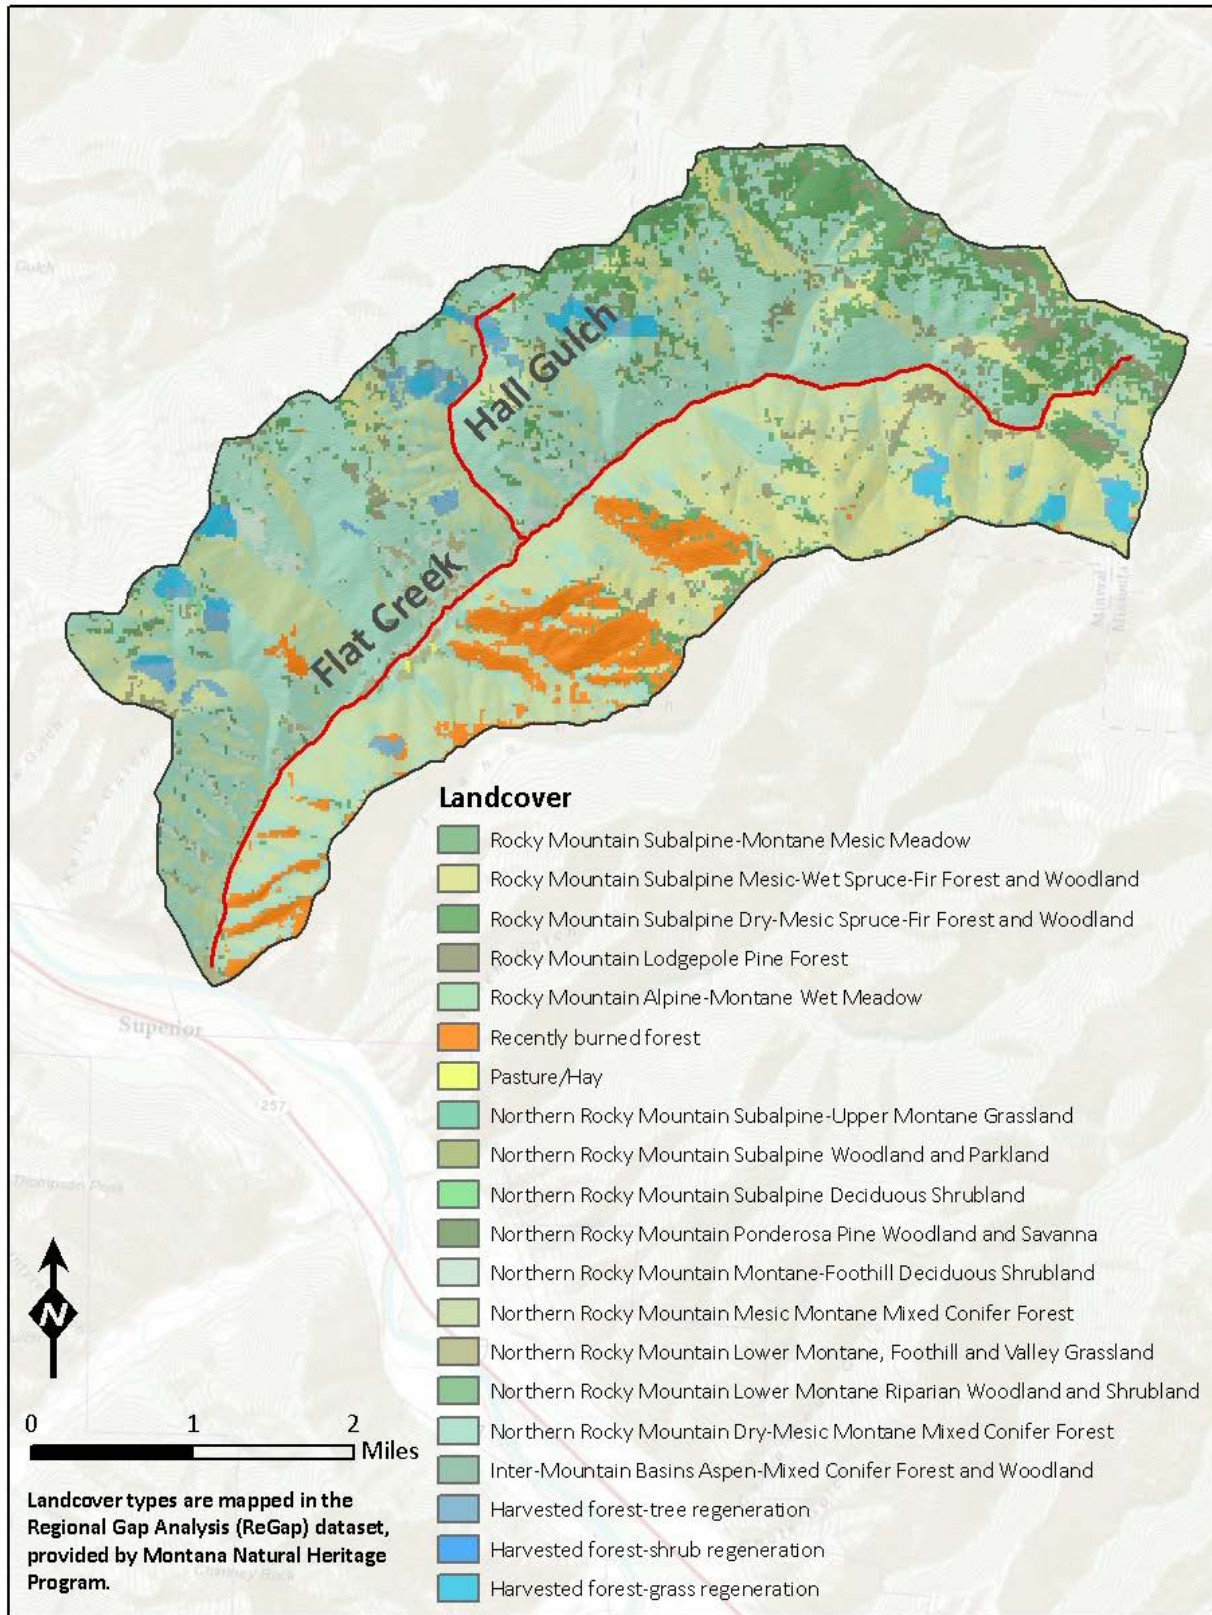 Gulch
Hall Gulch
Flat Creek
Mineral
Missoula
Superior
257
Thompson Peak
Landcover
Rocky Mountain Subalpine-Montane Mesic Meadow
Rocky Mountain Subalpine Mesic-Wet Spruce-Fir Forest and Woodland
Rocky Mountain Subalpine Dry-Mesic Spruce-Fir Forest and Woodland
Rocky Mountain Lodgepole Pine Forest
Rocky Mountain Alpine-Montane Wet Meadow
Recently burned forest
Pasture/Hay
Northern Rocky Mountain Subalpine-Upper Montane Grassland
Northern Rocky Mountain Subalpine Woodland and Parkland
Northern Rocky Mountain Subalpine Deciduous Shrubland
Northern Rocky Mountain Ponderosa Pine Woodland and Savanna
Northern Rocky Mountain Montane-Foothill Deciduous Shrubland
Northern Rocky Mountain Mesic Montane Mixed Conifer Forest
Northern Rocky Mountain Lower Montane, Foothill and Valley Grassland
Northern Rocky Mountain Lower Montane Riparian Woodland and Shrubland
Northern Rocky Mountain Dry-Mesic Montane Mixed Conifer Forest
Inter-Mountain Basins Aspen-Mixed Conifer Forest and Woodland
Harvested forest-tree regeneration
Harvested forest-shrub regeneration
Harvested forest-grass regeneration
N
0 1 2
Miles
Landcover types are mapped in the
Regional Gap Analysis (ReGap) dataset,
provided by Montana Natural Heritage
Program.
Chimney Rock